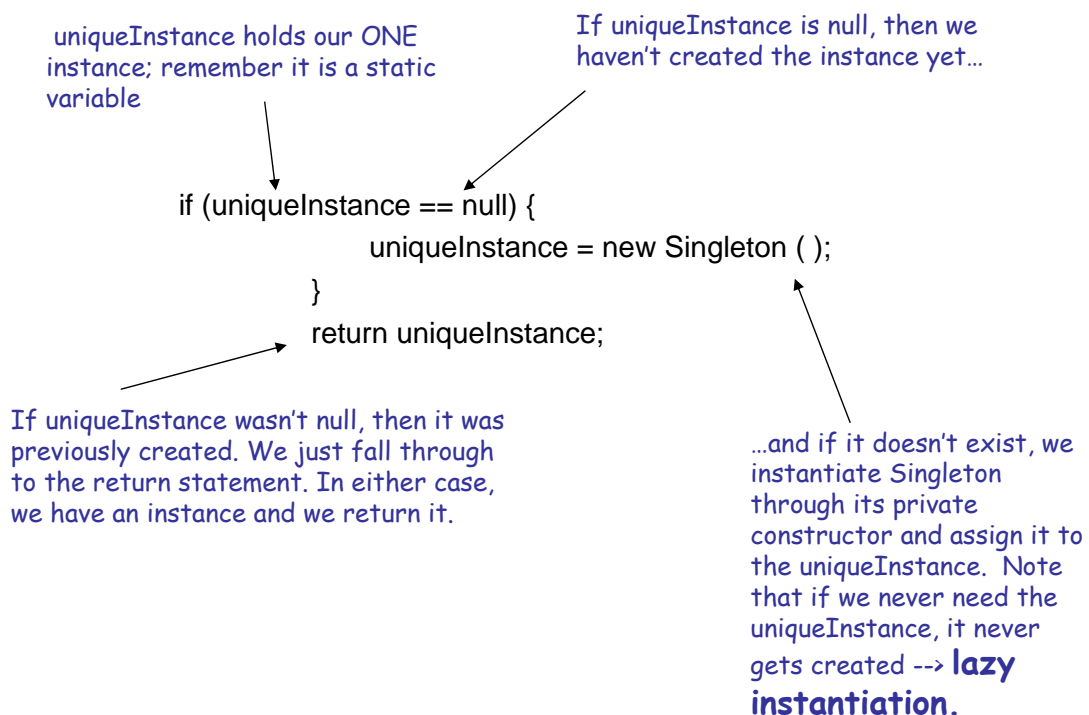 uniqueInstance holds our ONE
instance; remember it is a static
variable
If uniqueInstance is null, then we
haven't created the instance yet…
if (uniqueInstance == null) {
uniqueInstance = new Singleton ( );
}
return uniqueInstance;
If uniqueInstance wasn't null, then it was
previously created. We just fall through
to the return statement. In either case,
we have an instance and we return it.
…and if it doesn't exist, we
instantiate Singleton
through its private
constructor and assign it to
the uniqueInstance.  Note
that if we never need the
uniqueInstance, it never
gets created --> lazy
instantiation.